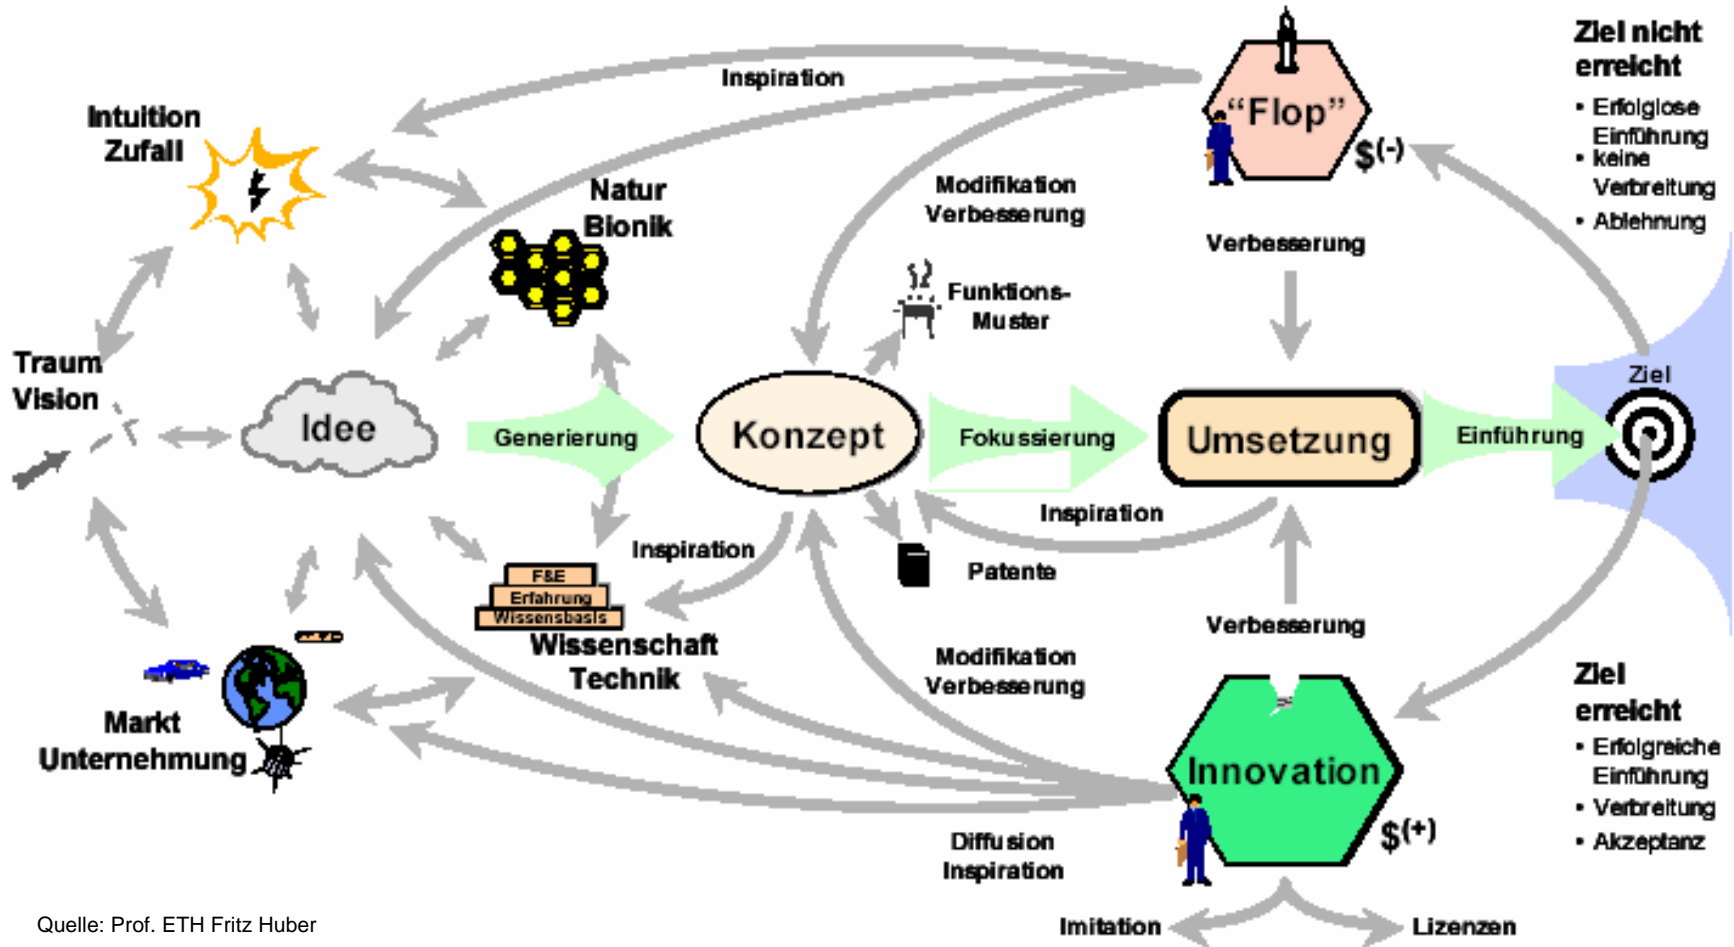 Ziel nicht
erreicht
• Erfolglose
Einführung
• keine
Verbreitung
• Ablehnung
“Flop”
$(-)
Inspiration
Intuition
Zufall
Natur
Bionik
Modifikation
Verbesserung
Verbesserung
Funktions-
Muster
Traum
Vision
Idee
Generierung
Konzept
Fokussierung
Umsetzung
Einführung
Ziel
Inspiration
Inspiration
Patente
F&E
Erfahrung
Wissensbasis
Wissenschaft
Technik
Verbesserung
Modifikation
Verbesserung
Markt
Unternehmung
Innovation
$(+)
Ziel
erreicht
• Erfolgreiche
Einführung
• Verbreitung
• Akzeptanz
Diffusion
Inspiration
Imitation
Lizenzen
Quelle: Prof. ETH Fritz Huber